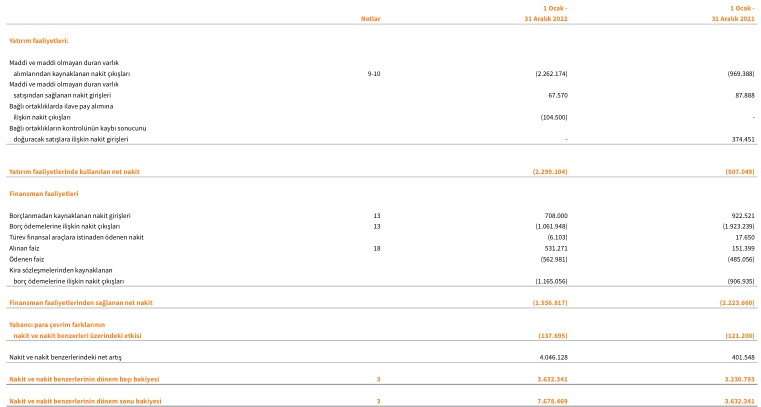 1 Ocak - 1 Ocak -
Notlar 31 Aralık 2022 31 Aralık 2021
Yatırım faaliyetleri:
Maddi ve maddi olmayan duran varlık
alımlarından kaynaklanan nakit çıkışları 9-10 (2.262.174) (969.388)
Maddi ve maddi olmayan duran varlık
satışından sağlanan nakit girişleri 67.570 87.888
Bağlı ortaklıklarda ilave pay alımına
ilişkin nakit çıkışları (104.500) -
Bağlı ortaklıkların kontrolünün kaybı sonucunu
doğuracak satışlara ilişkin nakit girişleri - 374.451
Yatırım faaliyetlerinde kullanılan net nakit (2.299.104) (507.049)
Finansman faaliyetleri
Borçlanmadan kaynaklanan nakit girişleri 13 708.000 922.521
Borç ödemelerine ilişkin nakit çıkışları 13 (1.061.948) (1.923.239)
Türev finansal araçlara istinaden ödenen nakit (6.103) 17.650
Alınan faiz 18 531.271 151.399
Ödenen faiz (562.981) (485.056)
Kira sözleşmelerinden kaynaklanan
borç ödemelerine ilişkin nakit çıkışları (1.165.056) (906.935)
Finansman faaliyetlerinden sağlanan net nakit (1.556.817) (2.223.660)
Yabancı para çevrim farklarının
nakit ve nakit benzerleri üzerindeki etkisi (137.695) (121.200)
Nakit ve nakit benzerlerindeki net artış 4.046.128 401.548
Nakit ve nakit benzerlerinin dönem başı bakiyesi 3 3.632.341 3.230.793
Nakit ve nakit benzerlerinin dönem sonu bakiyesi 3 7.678.469 3.632.341